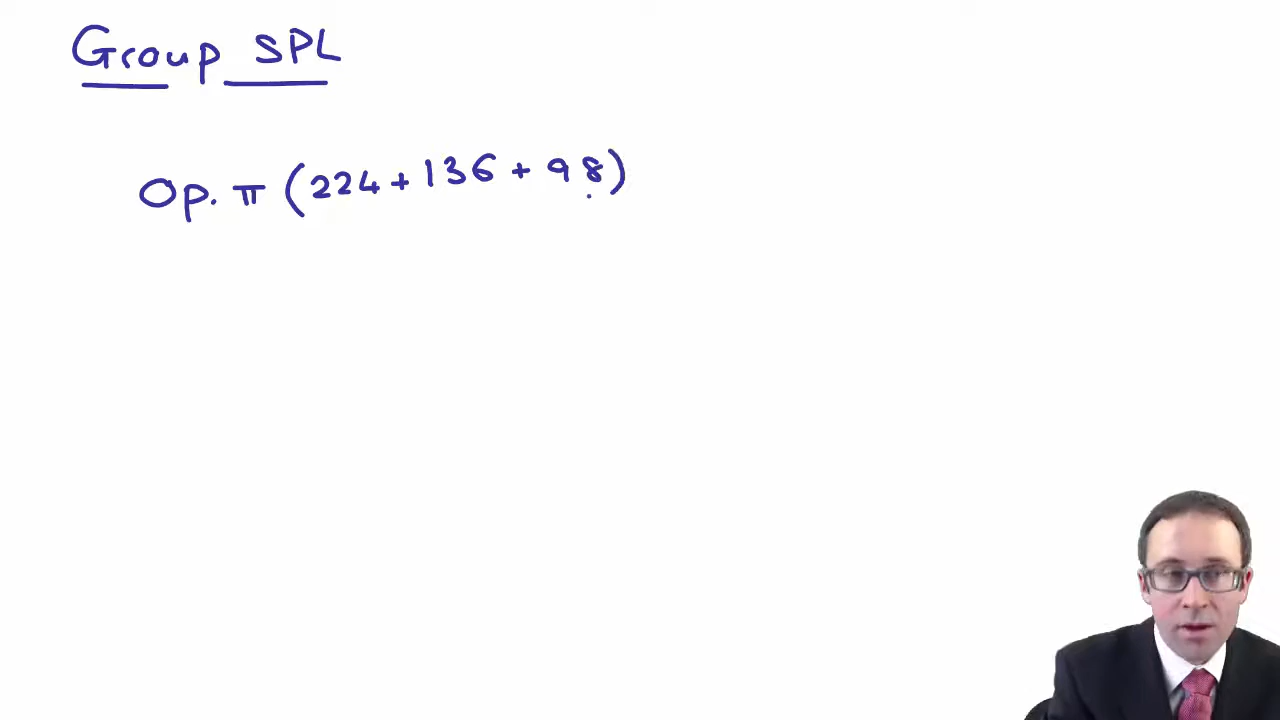 Group SPL
Op. π (224 + 136 + 98)